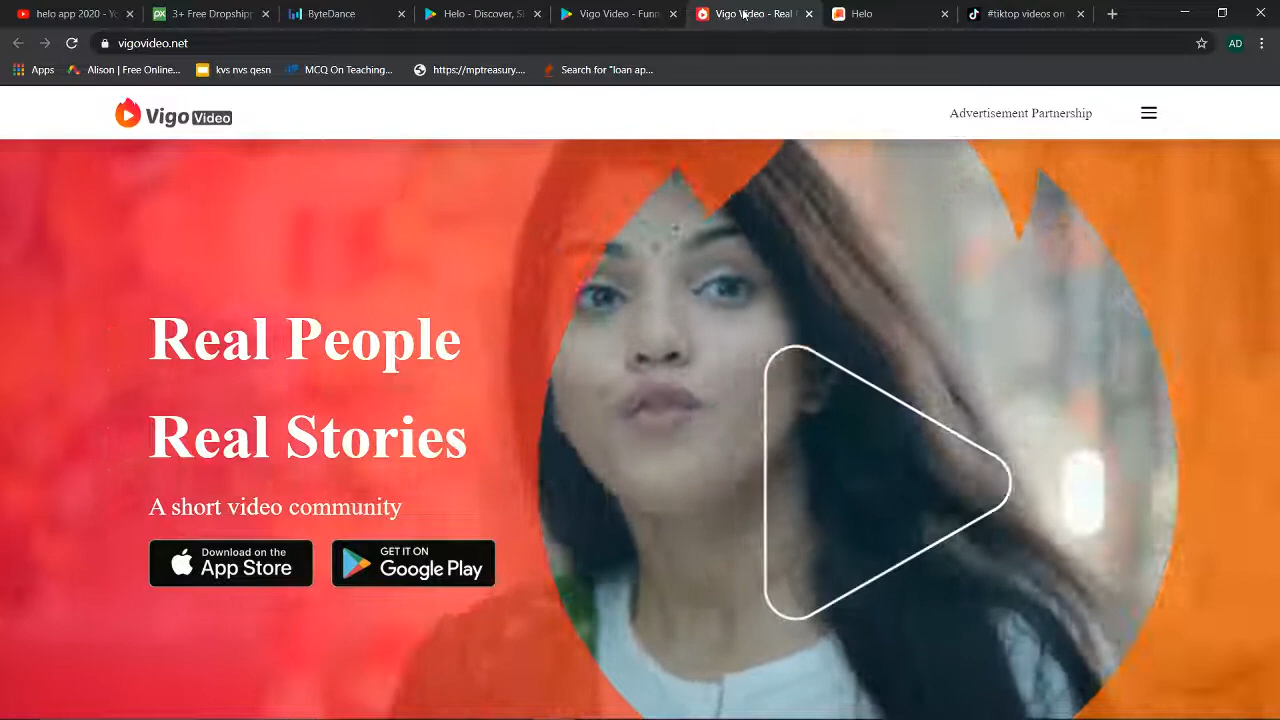 helo app 2020 - Y
3+ Free Dropshipp
ByteDance
Helo - Discover, S
Vigo Video - Funn
Vigo Video - Real
Helo
#tiktop videos on
vigovideo.net
AD
Apps
Alison | Free Online...
kvs nvs qesn
MCQ On Teaching...
https://mptreasury....
Search for "loan ap...
Vigo Video
Advertisement Partnership
Real People
Real Stories
A short video community
Download on the
App Store
GET IT ON
Google Play